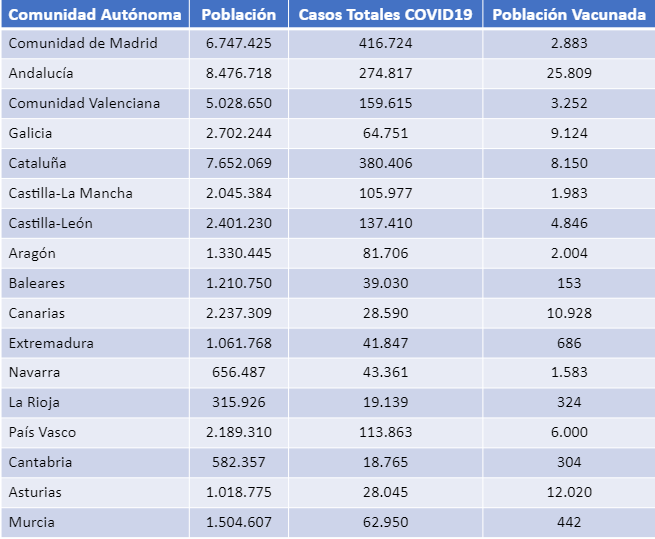 Comunidad Autónoma Población Casos Totales COVID19 Población Vacunada
Comunidad de Madrid 6.747.425 416.724 2.883
Andalucía 8.476.718 274.817 25.809
Comunidad Valenciana 5.028.650 159.615 3.252
Galicia 2.702.244 64.751 9.124
Cataluña 7.652.069 380.406 8.150
Castilla-La Mancha 2.045.384 105.977 1.983
Castilla-León 2.401.230 137.410 4.846
Aragón 1.330.445 81.706 2.004
Baleares 1.210.750 39.030 153
Canarias 2.237.309 28.590 10.928
Extremadura 1.061.768 41.847 686
Navarra 656.487 43.361 1.583
La Rioja 315.926 19.139 324
País Vasco 2.189.310 113.863 6.000
Cantabria 582.357 18.765 304
Asturias 1.018.775 28.045 12.020
Murcia 1.504.607 62.950 442